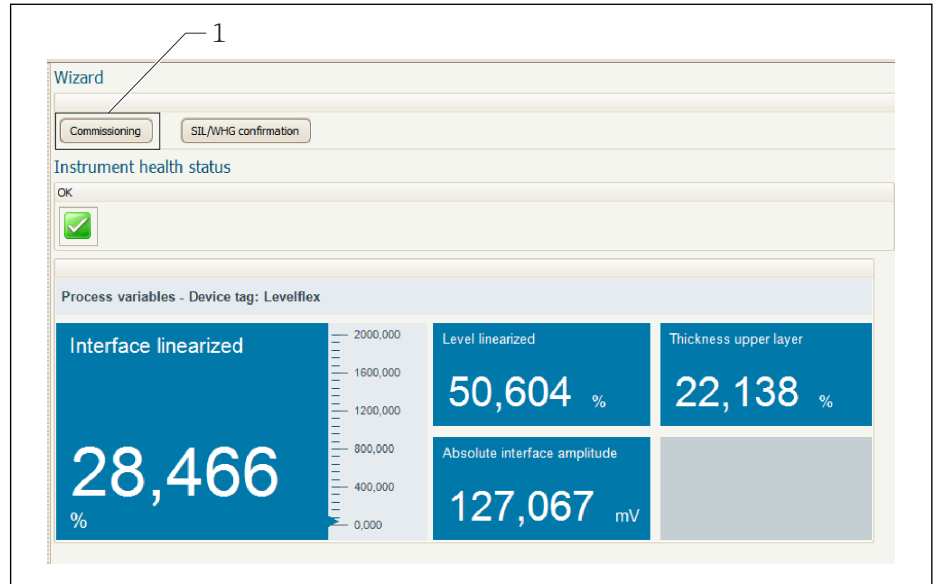 1
Wizard
Commissioning
SIL/WHG confirmation
Instrument health status
OK
Process variables - Device tag: Levelflex
Interface linearized
28,466
%
2000,000
1600,000
1200,000
800,000
400,000
0,000
Level linearized
50,604 %
Thickness upper layer
22,138 %
Absolute interface amplitude
127,067 mV